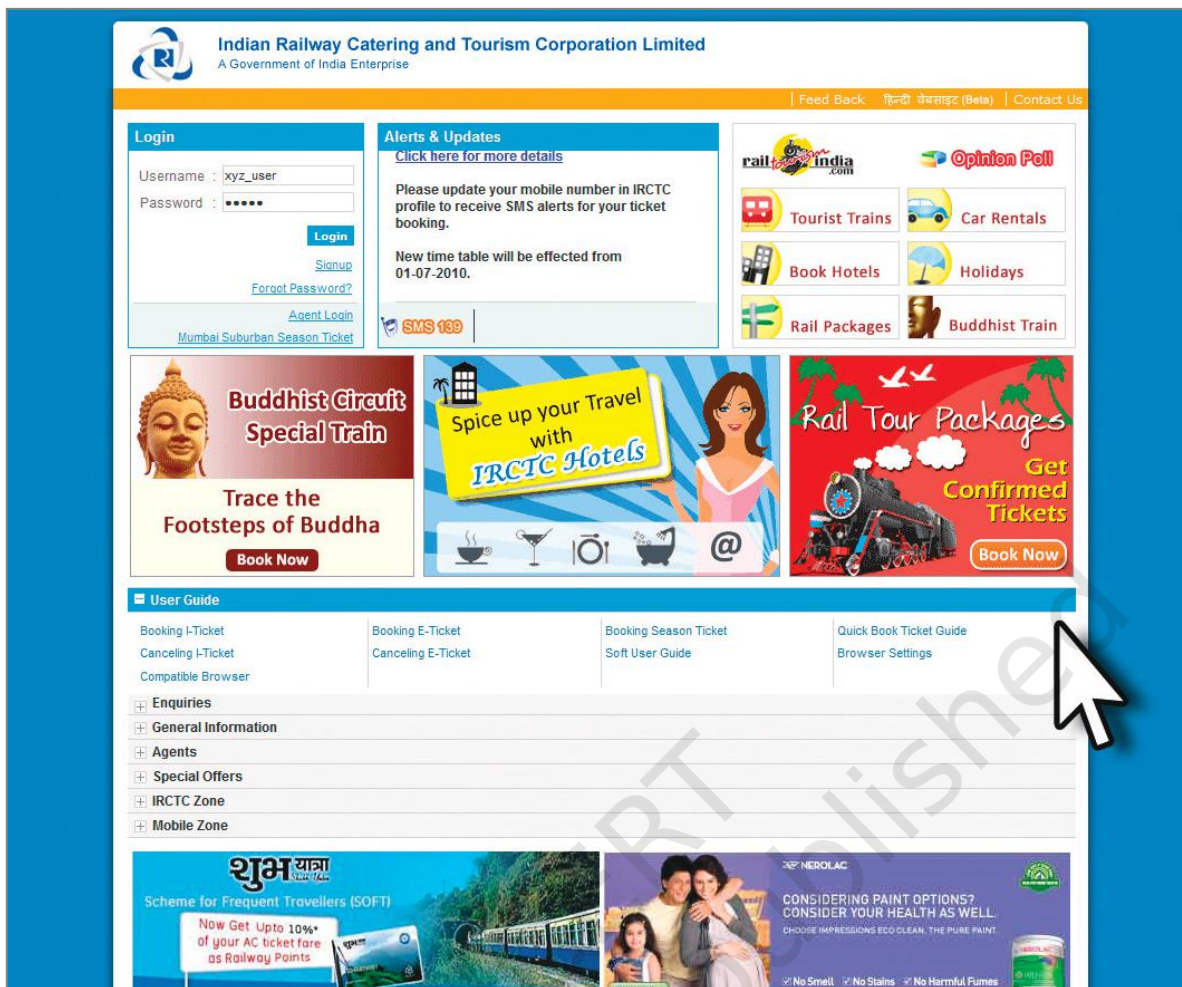 Indian Railway Catering and Tourism Corporation Limited
A Government of India Enterprise
Feed Back हिन्दी वेबसाइट (Beta) Contact Us
Login
Username : xyz_user
Password : •••••
Login
Signup
Forgot Password?
Agent Login
Mumbai Suburban Season Ticket
Alerts & Updates
Click here for more details
Please update your mobile number in IRCTC
profile to receive SMS alerts for your ticket
booking.
New time table will be effected from
01-07-2010.
SMS 139
railtourismindia
.com
Opinion Poll
Tourist Trains
Car Rentals
Book Hotels
Holidays
Rail Packages
Buddhist Train
Buddhist Circuit
Special Train
Trace the
Footsteps of Buddha
Book Now
Spice up your Travel
with
IRCTC Hotels
@
Rail Tour Packages
Get
Confirmed
Tickets
Book Now
User Guide
Booking I-Ticket
Booking E-Ticket
Booking Season Ticket
Quick Book Ticket Guide
Canceling I-Ticket
Canceling E-Ticket
Soft User Guide
Browser Settings
Compatible Browser
Enquiries
General Information
Agents
Special Offers
IRCTC Zone
Mobile Zone
शुभ यात्रा
Scheme for Frequent Travellers (SOFT)
Now Get Upto 10%*
of your AC ticket fare
as Railway Points
NEROLAC
CONSIDERING PAINT OPTIONS?
CONSIDER YOUR HEALTH AS WELL.
CHOOSE IMPRESSIONS ECO CLEAN. THE PURE PAINT.
No Smell No Stains No Harmful Fumes